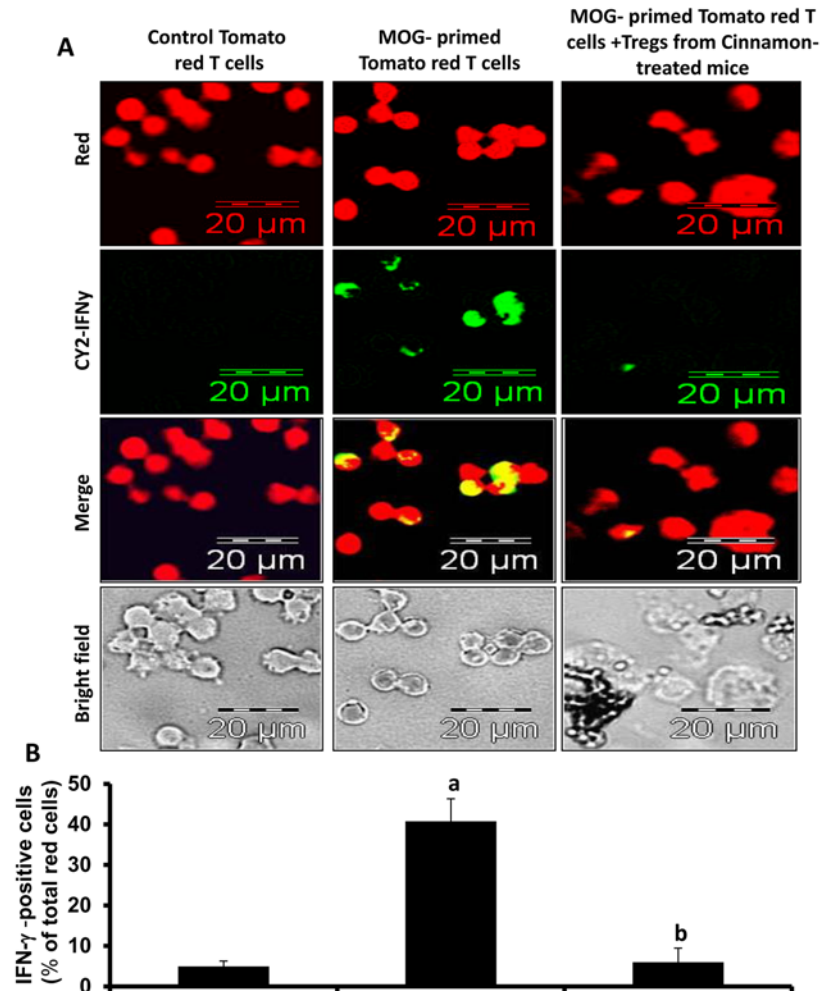 A
Control Tomato
red T cells
MOG- primed
Tomato red T cells
MOG- primed Tomato red T
cells +Tregs from Cinnamon-
treated mice
Red
20 µm
20 µm
20 µm
CY2-IFNγ
20 µm
20 µm
20 µm
Merge
20 µm
20 µm
20 µm
Bright field
20 µm
20 µm
20 µm
B
IFN-γ -positive cells
(% of total red cells)
50
40
30
20
10
0
a
b